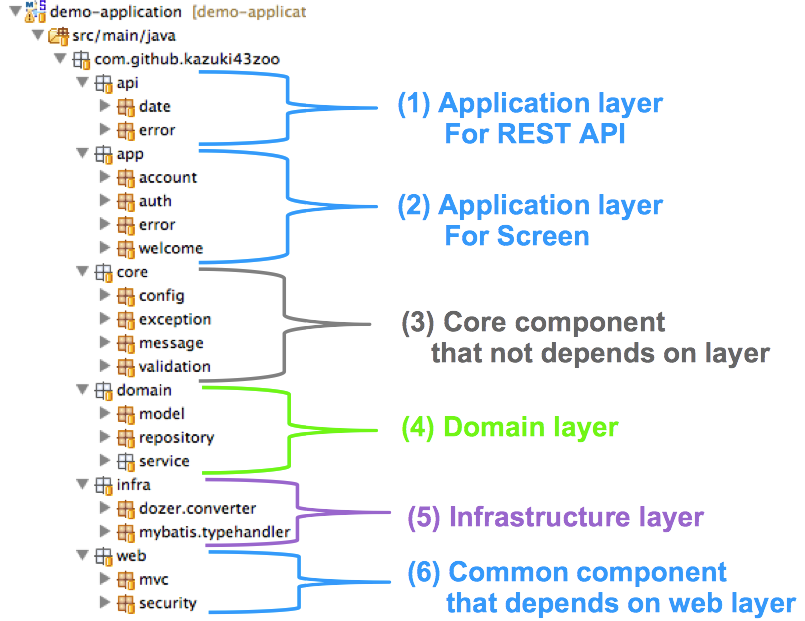 demo-application [demo-applicat
src/main/java
com.github.kazuki43zoo
api
date
error
(1) Application layer
For REST API
app
account
auth
error
welcome
(2) Application layer
For Screen
core
config
exception
message
validation
(3) Core component
that not depends on layer
domain
model
repository
service
(4) Domain layer
infra
dozer.converter
mybatis.typehandler
(5) Infrastructure layer
web
mvc
security
(6) Common component
that depends on web layer